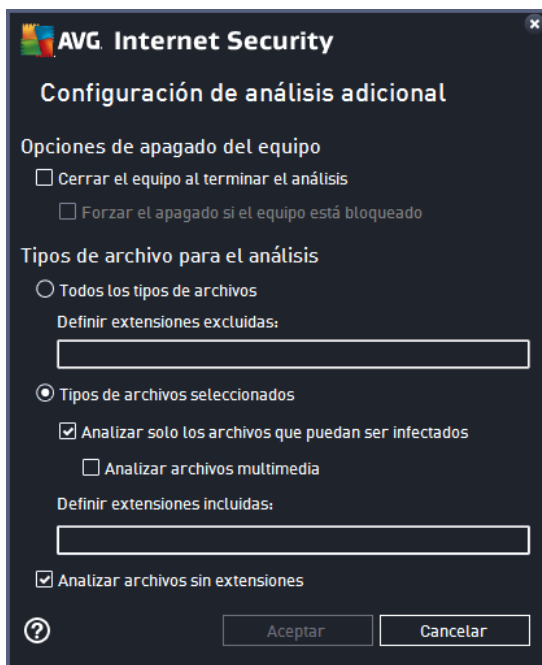 AVG. Internet Security
Configuración de análisis adicional
Opciones de apagado del equipo
Cerrar el equipo al terminar el análisis
Forzar el apagado si el equipo está bloqueado
Tipos de archivo para el análisis
Todos los tipos de archivos
Definir extensiones excluidas:
Tipos de archivos seleccionados
Analizar solo los archivos que puedan ser infectados
Analizar archivos multimedia
Definir extensiones incluidas:
Analizar archivos sin extensiones
?
Aceptar
Cancelar